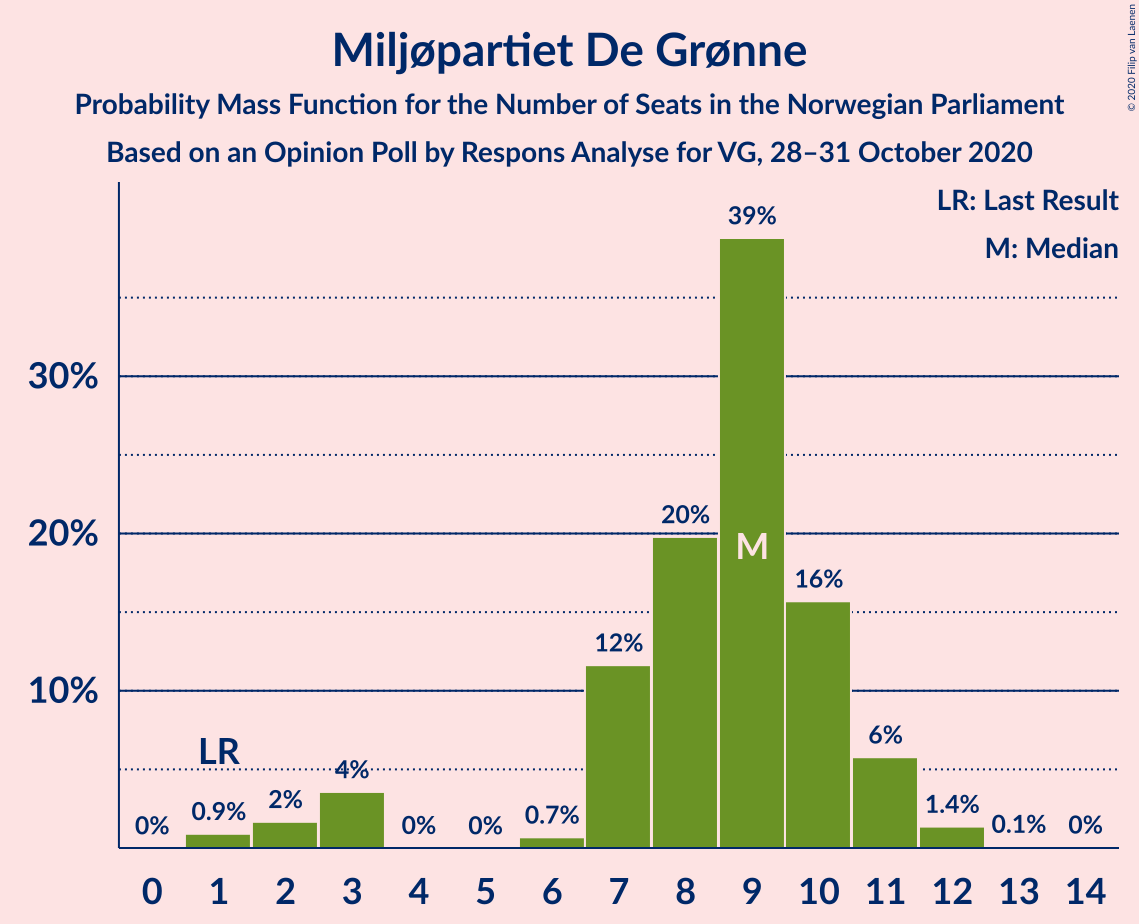 Miljøpartiet De Grønne
Probability Mass Function for the Number of Seats in the Norwegian Parliament
Based on an Opinion Poll by Respons Analyse for VG, 28–31 October 2020
© 2020 Filip van Laenen
LR: Last Result
M: Median
39%
30%
20%
20%
M
16%
12%
10%
LR
6%
4%
0%
0.9%
2%
0%
0%
0.7%
1.4%
0.1%
0%
0 1 2 3 4 5 6 7 8 9 10 11 12 13 14